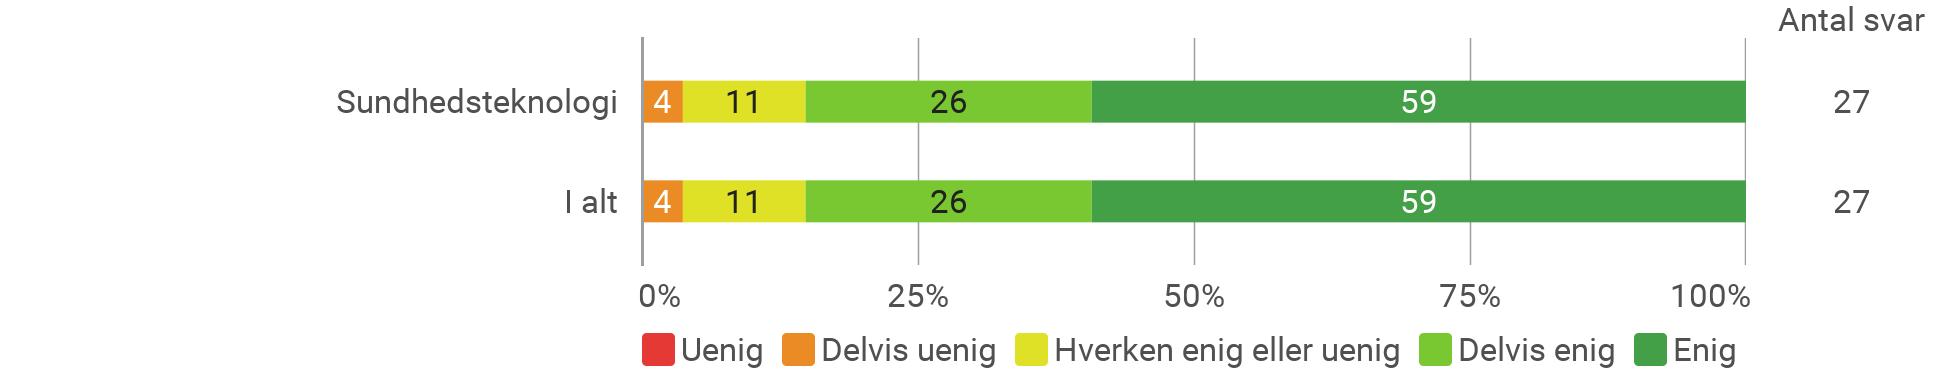 Antal svar
Sundhedsteknologi 4 11 26 59 27
I alt 4 11 26 59 27
0% 25% 50% 75% 100%
Uenig Delvis uenig Hverken enig eller uenig Delvis enig Enig